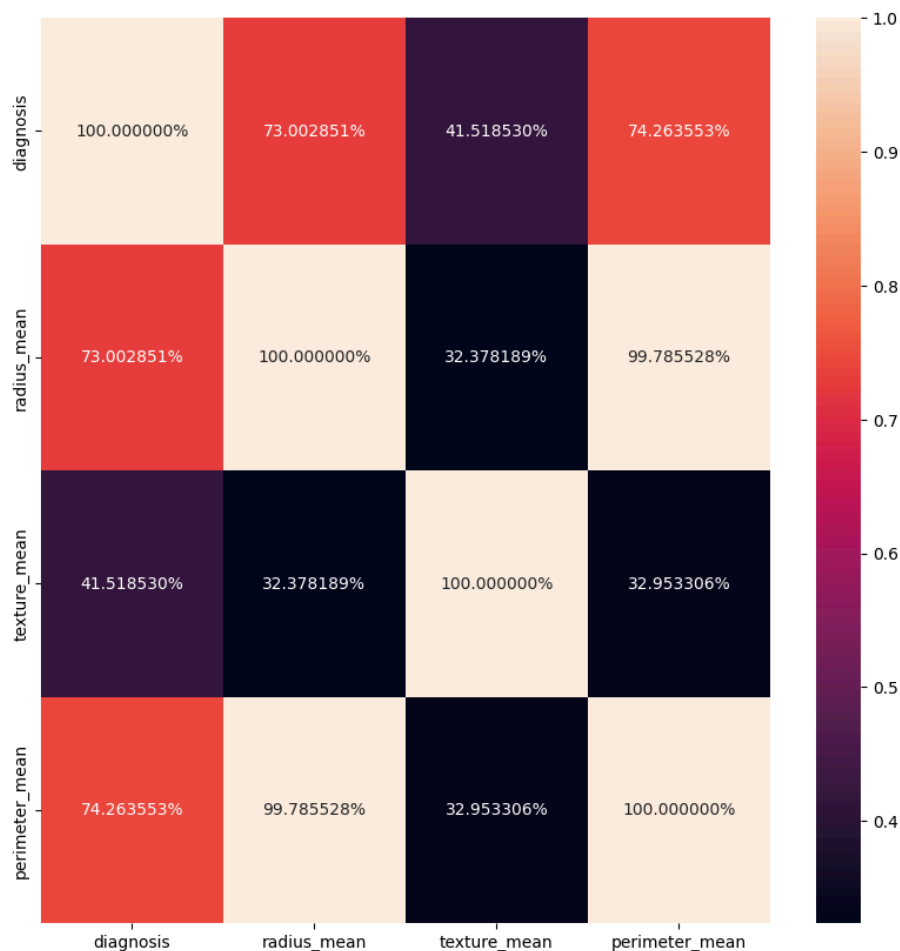 diagnosis
100.000000% 73.002851% 41.518530% 74.263553%
radius_mean
73.002851% 100.000000% 32.378189% 99.785528%
texture_mean
41.518530% 32.378189% 100.000000% 32.953306%
perimeter_mean
74.263553% 99.785528% 32.953306% 100.000000%
diagnosis radius_mean texture_mean perimeter_mean
1.0
0.9
0.8
0.7
0.6
0.5
0.4